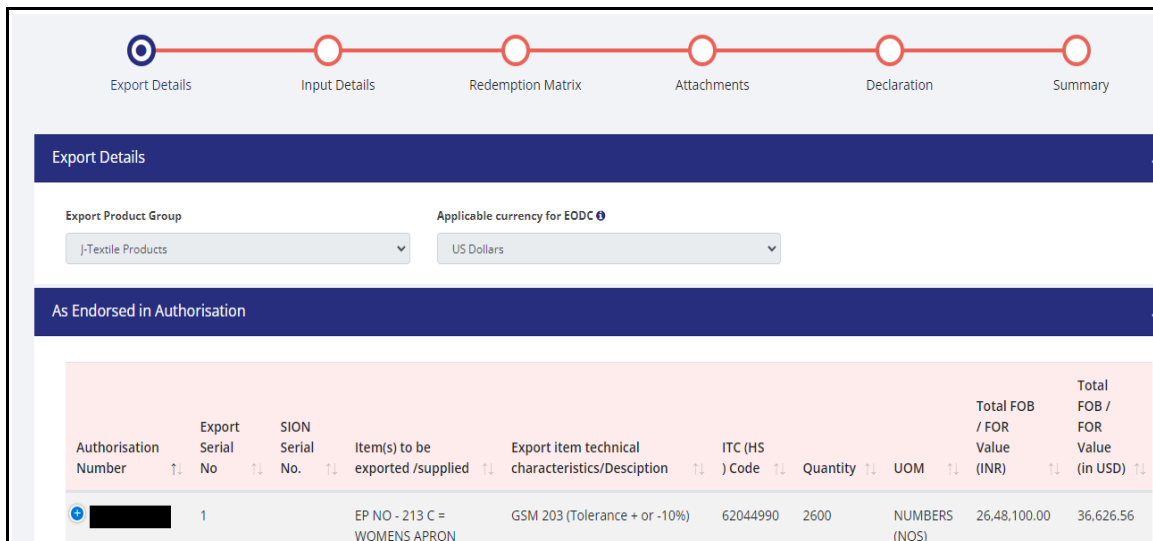 Export Details Input Details Redemption Matrix Attachments Declaration Summary
Export Details
Export Product Group Applicable currency for EODC
J-Textile Products US Dollars
As Endorsed in Authorisation
Authorisation Number Export Serial No SION Serial No. Item(s) to be exported /supplied Export item technical characteristics/Desciption ITC (HS ) Code Quantity UOM Total FOB / FOR Value (INR) Total FOB / FOR Value (in USD)
1 EP NO - 213 C = GSM 203 (Tolerance + or -10%) 62044990 2600 NUMBERS 26,48,100.00 36,626.56
WOMENS APRON (NOS)